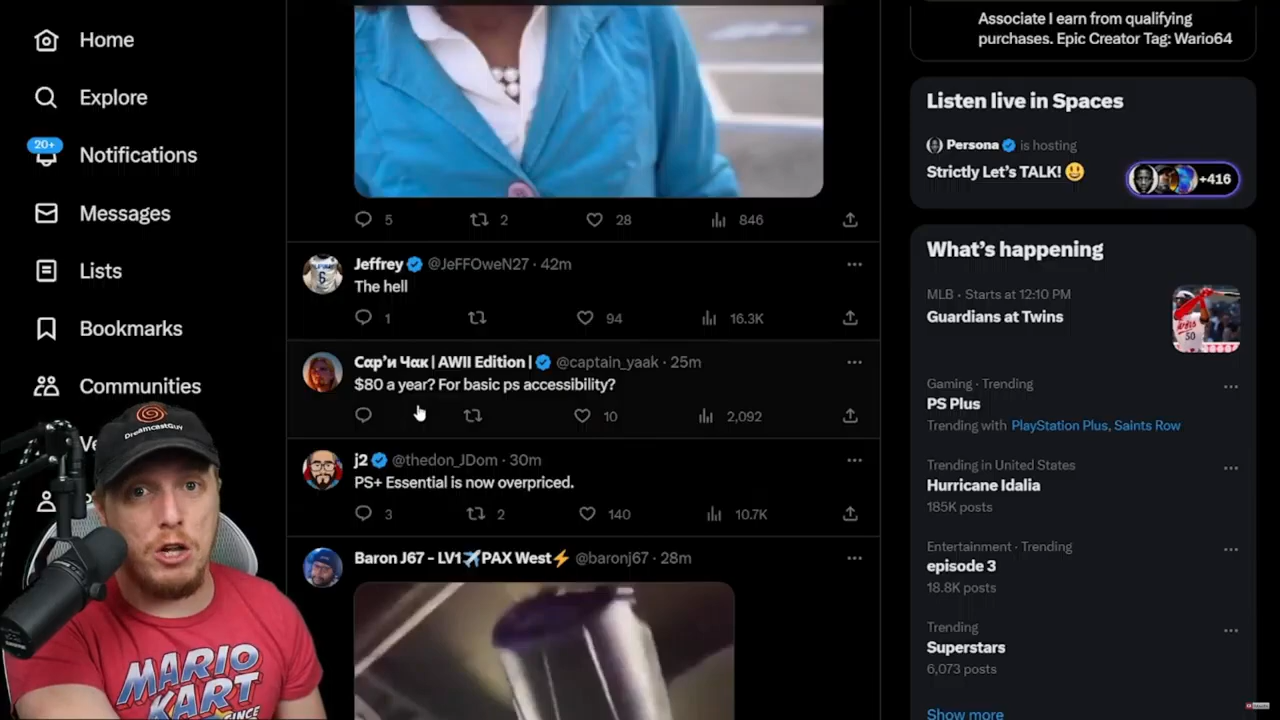 Home
Explore
20+
Notifications
Messages
Lists
Bookmarks
Communities
DreamcastGuy
MARIO
KART
SINCE
5
2
28
846
Jeffrey @JeFFOweN27 · 42m
The hell
1
94
16.3K
Сαρ'и Чαк | AWII Edition | @captain_yaak · 25m
$80 a year? For basic ps accessibility?
10
2,092
j2 @thedon_JDom · 30m
PS+ Essential is now overpriced.
3
2
140
10.7K
Baron J67 - LV1✈️PAX West⚡ @baronj67 · 28m
Associate I earn from qualifying
purchases. Epic Creator Tag: Wario64
Listen live in Spaces
Persona is hosting
Strictly Let's TALK! 😃
+416
What's happening
MLB · Starts at 12:10 PM
Guardians at Twins
50
Gaming · Trending
PS Plus
Trending with PlayStation Plus, Saints Row
Trending in United States
Hurricane Idalia
185K posts
Entertainment · Trending
episode 3
18.8K posts
Trending
Superstars
6,073 posts
Show more